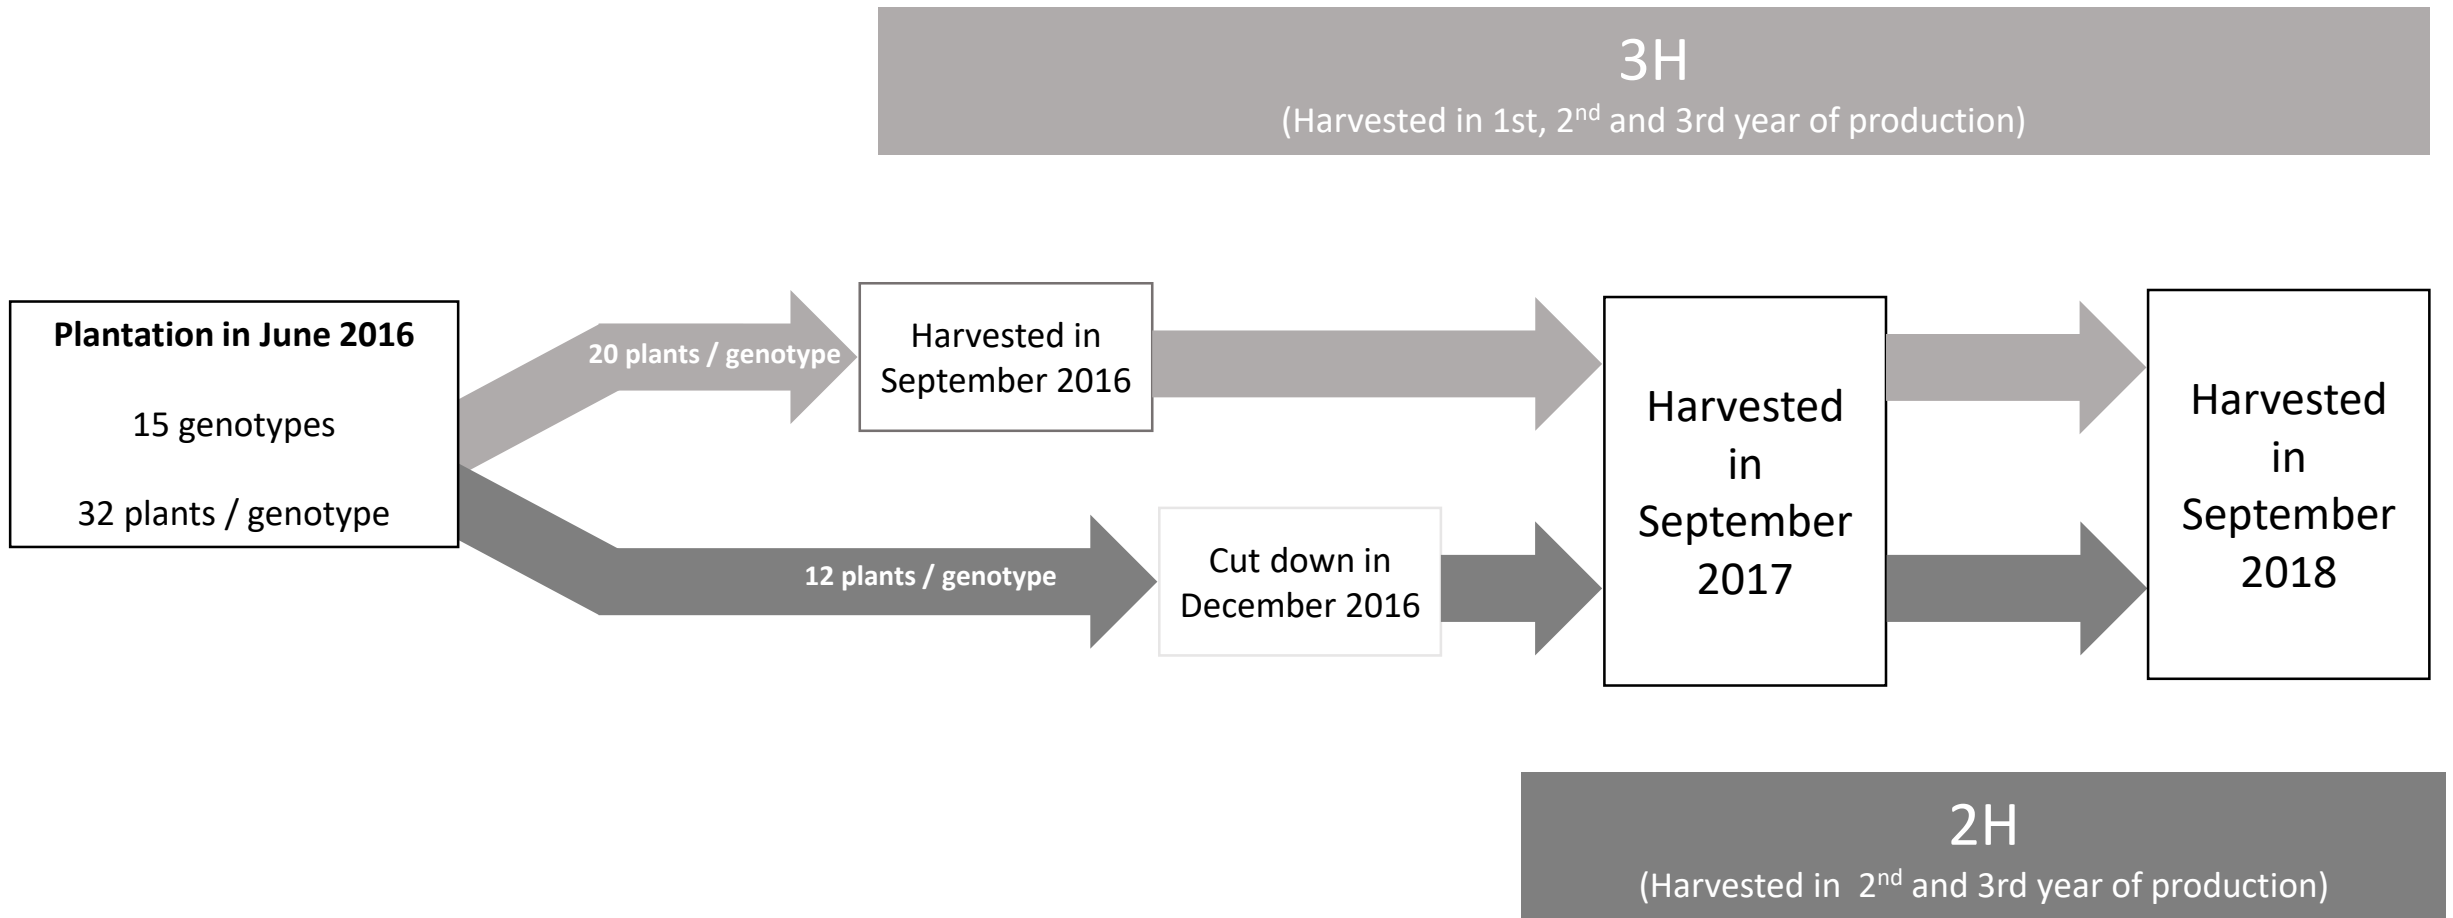 3H
(Harvested in 1st, 2nd and 3rd year of production)
Plantation in June 2016
15 genotypes
32 plants / genotype
20 plants / genotype
Harvested in
September 2016
12 plants / genotype
Cut down in
December 2016
Harvested
in
September
2017
Harvested
in
September
2018
2H
(Harvested in  2nd and 3rd year of production)